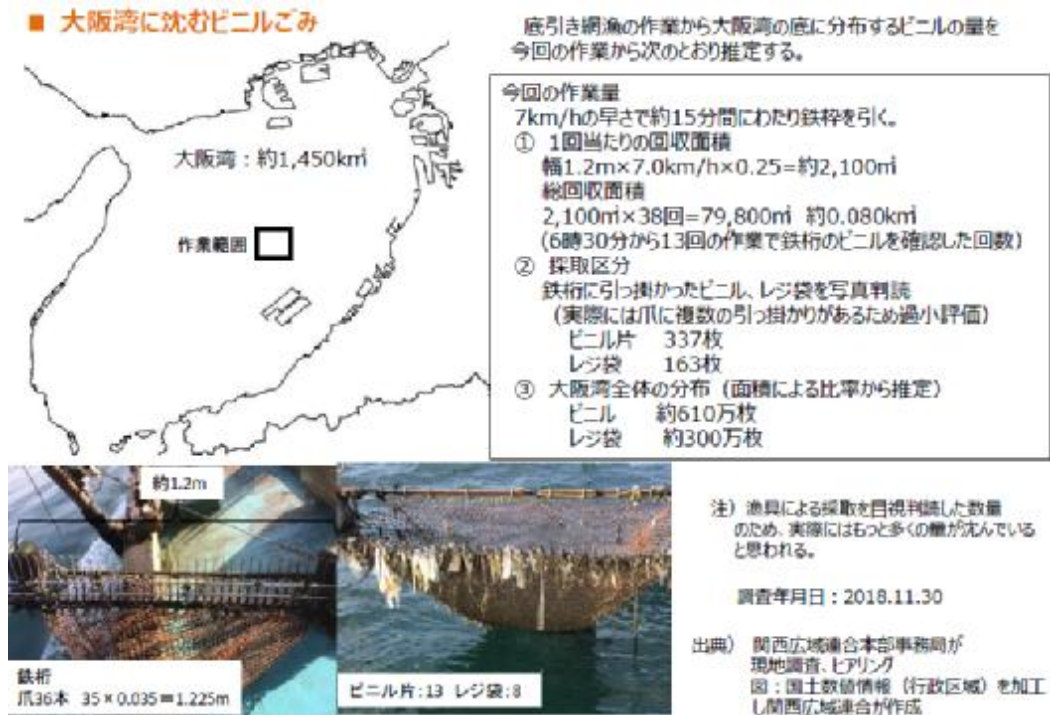 ■ 大阪湾に沈むビニルごみ
底引き網漁の作業から大阪湾の底に分布するビニルの量を
今回の作業から次のとおり推定する。
大阪湾：約1,450k㎡
作業範囲
今回の作業量
7km/hの早さで約15分間にわたり鉄枠を引く。
① 1回当たりの回収面積
幅1.2m×7.0km/h×0.25=約2,100㎡
総回収面積
2,100㎡×38回=79,800㎡ 約0.080k㎡
(6時30分から13回の作業で鉄桁のビニルを確認した回数)
② 採取区分
鉄桁に引っ掛かったビニル、レジ袋を写真判読
(実際には爪に複数の引っ掛かりがあるため過小評価)
ビニル片 337枚
レジ袋 163枚
③ 大阪湾全体の分布（面積による比率から推定）
ビニル 約610万枚
レジ袋 約300万枚
約1.2m
鉄桁
爪36本 35×0.035＝1.225m
ビニル片：13 レジ袋：8
注）漁具による採取を目視判読した数量
のため、実際にはもっと多くの量が沈んでいる
と思われる。
調査年月日：2018.11.30
出典） 関西広域連合本部事務局が
現地調査、ヒアリング
図：国土数値情報（行政区域）を加工
し関西広域連合が作成